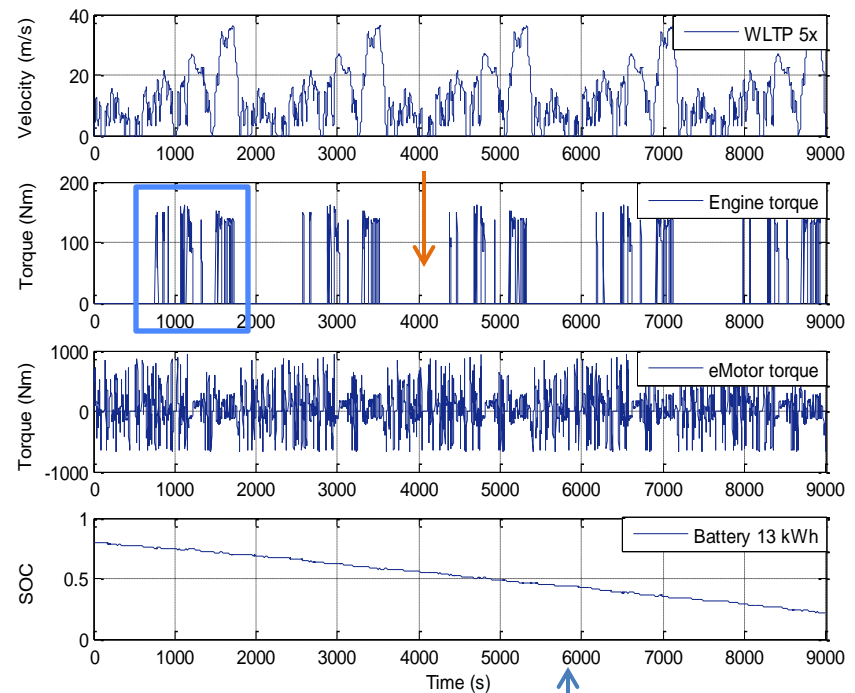 Velocity (m/s)
40
20
0
WLTP 5x
0 1000 2000 3000 4000 5000 6000 7000 8000 9000
Torque (Nm)
200
100
0
Engine torque
0 1000 2000 3000 4000 5000 6000 7000 8000 9000
Torque (Nm)
1000
0
-1000
eMotor torque
0 1000 2000 3000 4000 5000 6000 7000 8000 9000
SOC
1
0.5
0
Battery 13 kWh
0 1000 2000 3000 4000 5000 6000 7000 8000 9000
Time (s)